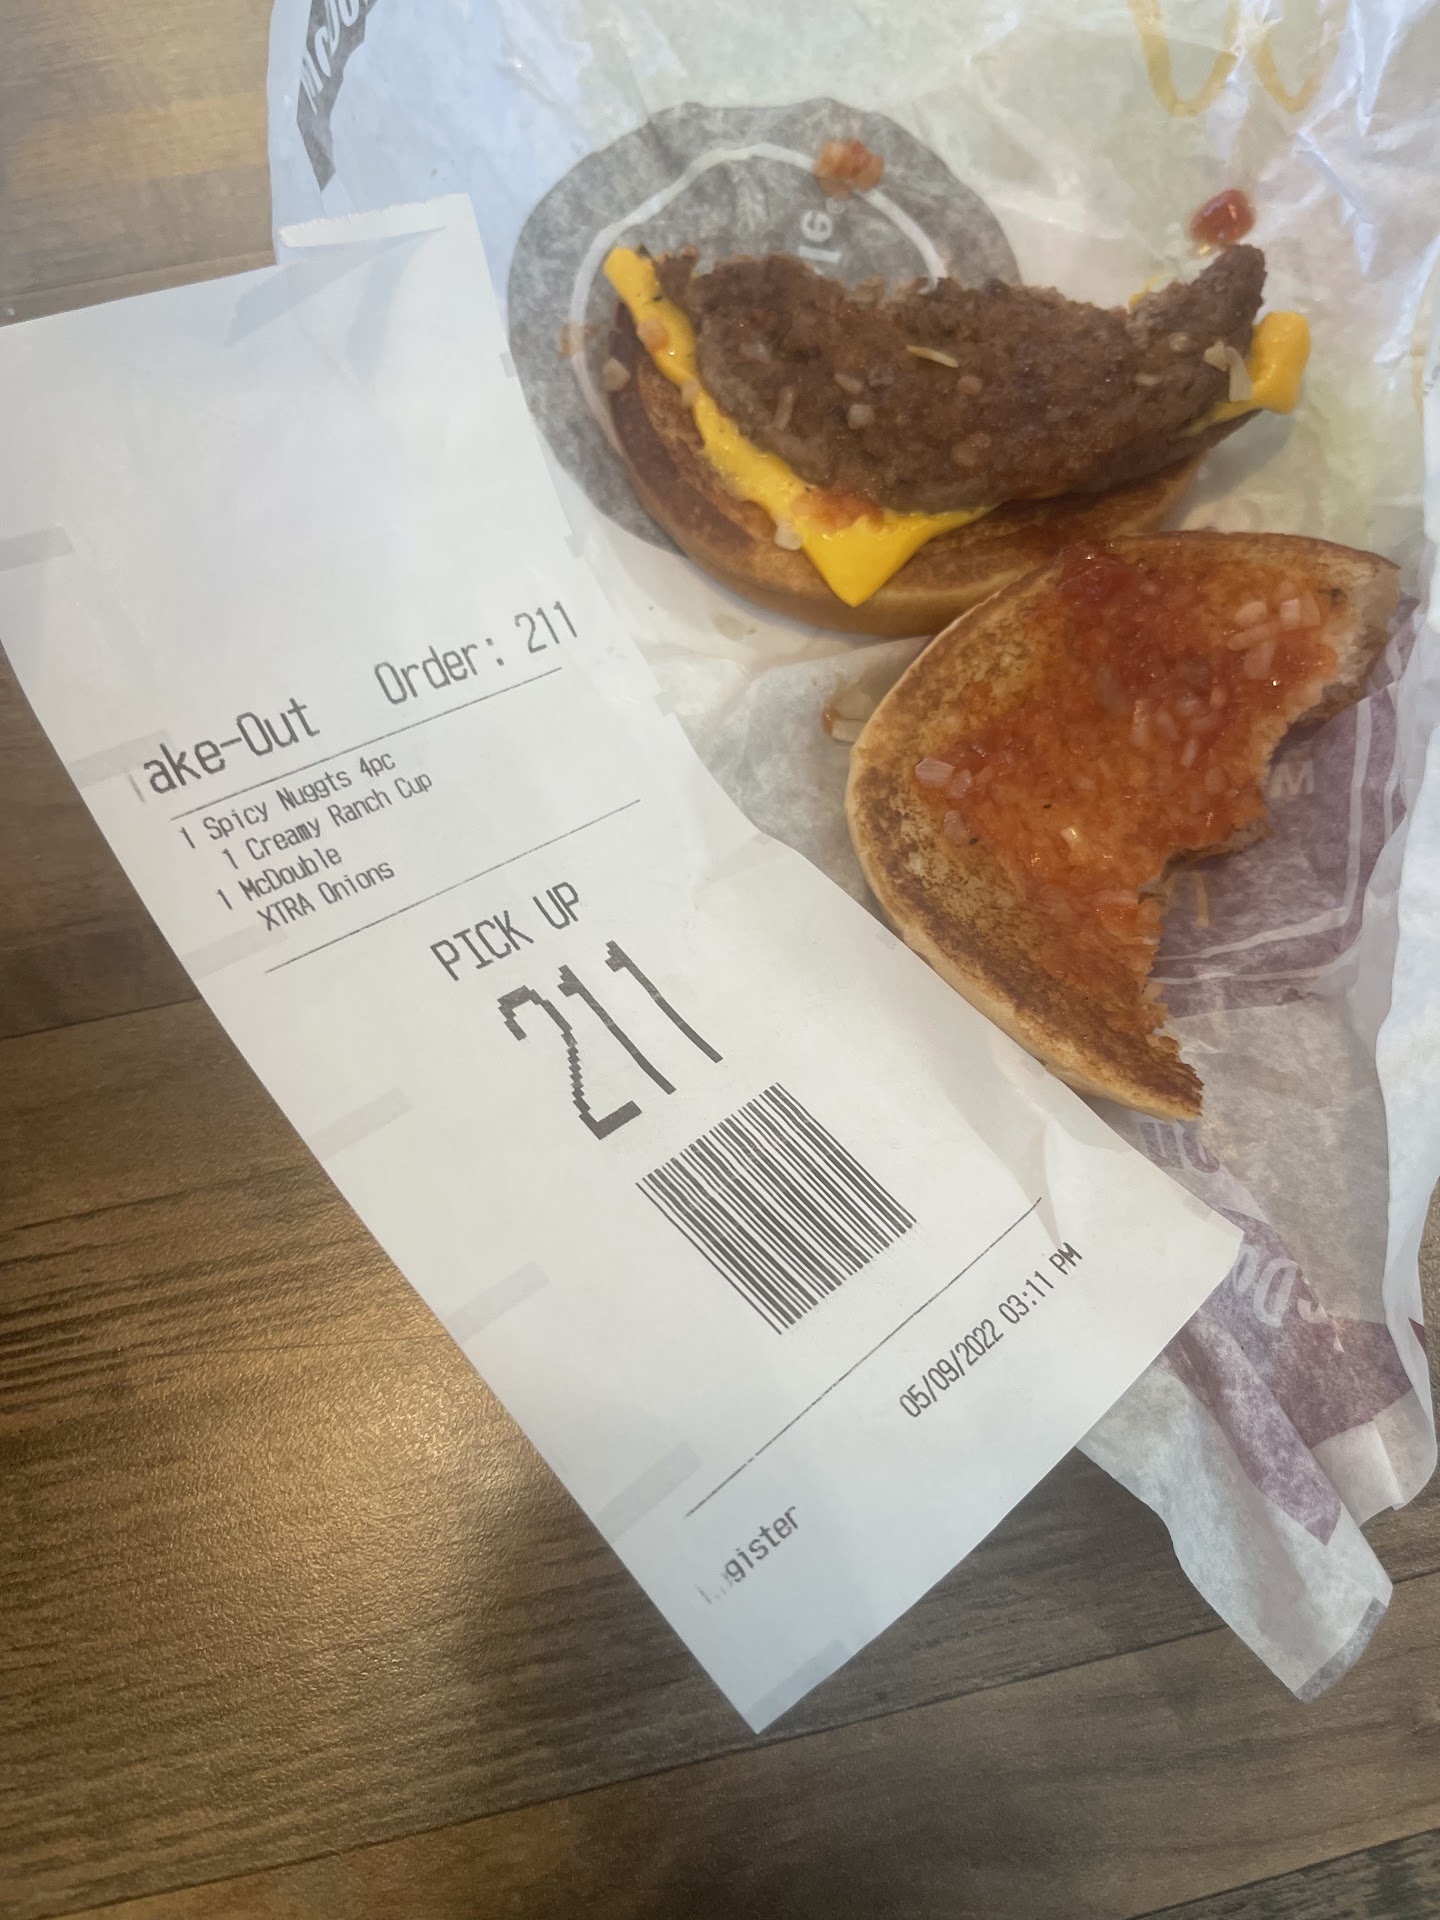 ake-Out Order: 211
1 Spicy Nuggts 4pc
1 Creamy Ranch Cup
1 McDouble
XTRA Onions
PICK UP
211
05/09/2022 03:11 PM
gister